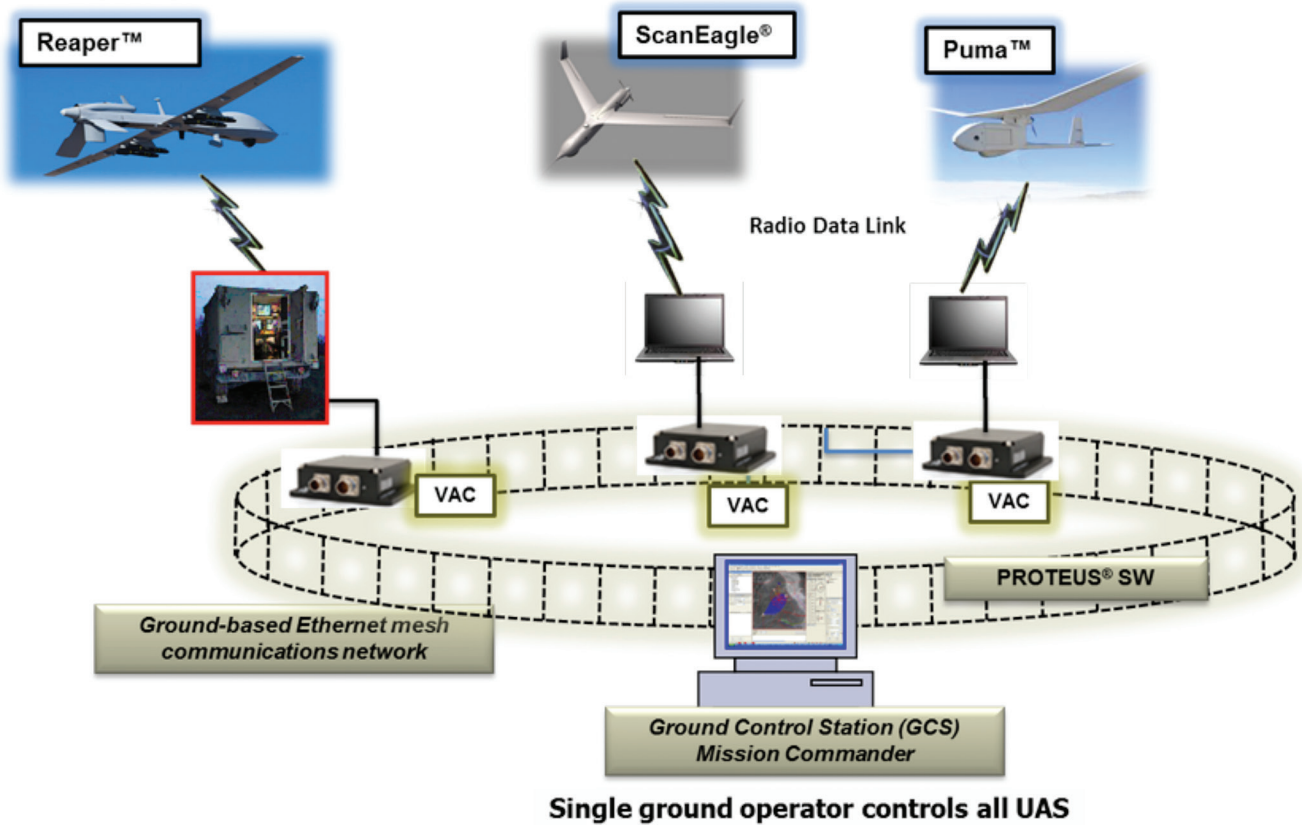 Reaper™
ScanEagle®
Puma™
Radio Data Link
VAC
VAC
VAC
PROTEUS® SW
Ground-based Ethernet mesh
communications network
Ground Control Station (GCS)
Mission Commander
Single ground operator controls all UAS